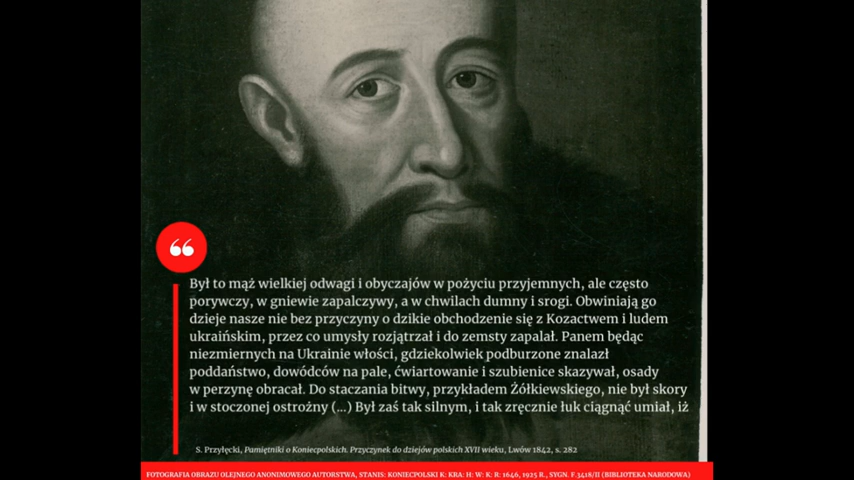 Był to mąż wielkiej odwagi i obyczajów w pożyciu przyjemnych, ale często
porywczy, w gniewie zapalczywy, a w chwilach dumny i srogi. Obwiniają go
dzieje nasze nie bez przyczyny o dzikie obchodzenie się z Kozactwem i ludem
ukraińskim, przez co umysły rozjątrzał i do zemsty zapalał. Panem będąc
niezmiernych na Ukrainie włości, gdziekolwiek podburzone znalazł
poddaństwo, dowódców na pale, ćwiartowanie i szubienice skazywał, osady
w perzynę obracał. Do staczania bitwy, przykładem Żółkiewskiego, nie był skory
i w stoczonej ostrożny (...) Był zaś tak silnym, i tak zręcznie łuk ciągnąć umiał, iż
S. Przyłęcki, Pamiętniki o Koniecpolskich. Przyczynek do dziejów polskich XVII wieku, Lwów 1842, s. 282
FOTOGRAFIA OBRAZU OLEJNEGO ANONIMOWEGO AUTORSTWA, STANIS: KONIECPOLSKI K: KRA: H: W: K: R: 1646, 1925 R., SYGN. F.3418/II (BIBLIOTEKA NARODOWA)